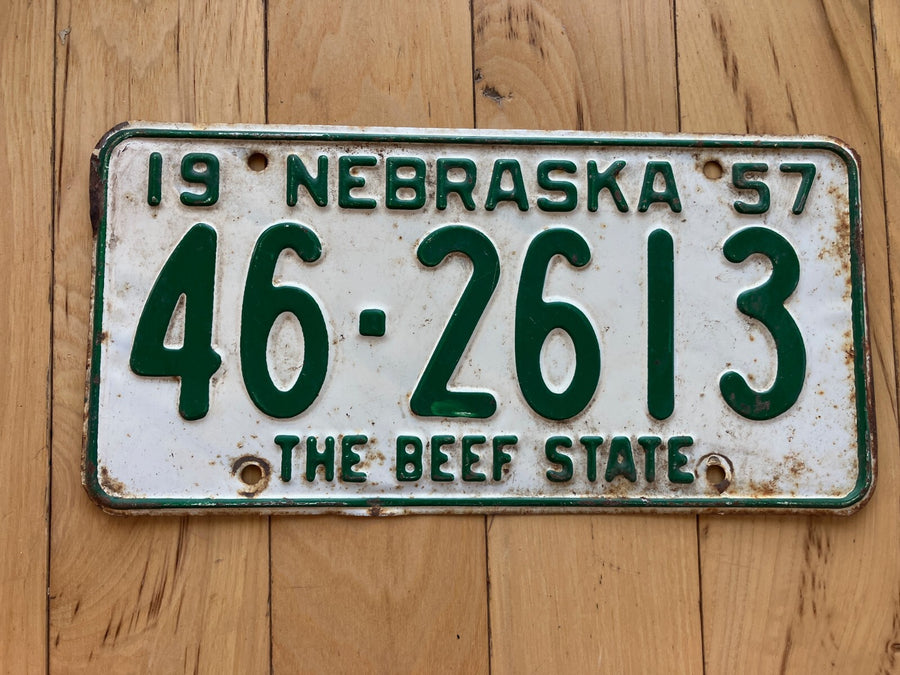 19 NEBRASKA 57
46-2613
THE BEEF STATE